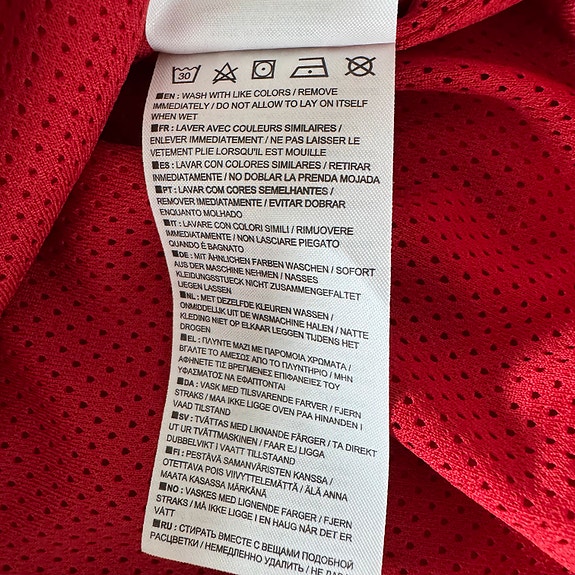 30
■EN : WASH WITH LIKE COLORS / REMOVE
IMMEDIATELY / DO NOT ALLOW TO LAY ON ITSELF
WHEN WET
■FR : LAVER AVEC COULEURS SIMILAIRES /
ENLEVER IMMEDIATEMENT / NE PAS LAISSER LE
VETEMENT PLIE LORSQU'IL EST MOUILLE
■ES : LAVAR CON COLORES SIMILARES / RETIRAR
INMEDIATAMENTE / NO DOBLAR LA PRENDA MOJADA
■PT : LAVAR COM CORES SEMELHANTES /
REMOVER IMEDIATAMENTE / EVITAR DOBRAR
ENQUANTO MOLHADO
■IT : LAVARE CON COLORI SIMILI / RIMUOVERE
IMMEDIATAMENTE / NON LASCIARE PIEGATO
QUANDO È BAGNATO
■DE : MIT ÄHNLICHEN FARBEN WASCHEN / SOFORT
AUS DER MASCHINE NEHMEN / NASSES
KLEIDUNGSSTUECK NICHT ZUSAMMENGEFALTET
LIEGEN LASSEN
■NL : MET DEZELFDE KLEUREN WASSEN /
ONMIDDELIJK UIT DE WASMACHINE HALEN / NATTE
KLEDING NIET OP ELKAAR LEGGEN TIJDENS HET
DROGEN
■EL : ΠΛΥΝΤΕ ΜΑΖΙ ΜΕ ΠΑΡΟΜΟΙΑ ΧΡΩΜΑΤΑ /
ΒΓΑΛΤΕ ΤΟ ΑΜΕΣΩΣ ΑΠΟ ΤΟ ΠΛΥΝΤΗΡΙΟ / ΜΗΝ
ΑΦΗΝΕΤΕ ΤΙΣ ΒΡΕΓΜΕΝΕΣ ΕΠΙΦΑΝΕΙΕΣ ΤΟΥ
ΥΦΑΣΜΑΤΟΣ ΝΑ ΕΦΑΠΤΟΝΤΑΙ
■DA : VASK MED TILSVARENDE FARVER / FJERN
STRAKS / MAA IKKE LIGGE OVEN PAA HINANDEN I
VAAD TILSTAND
■SV : TVÄTTAS MED LIKNANDE FÄRGER / TA DIREKT
UT UR TVÄTTMASKINEN / FAAR EJ LIGGA
DUBBELVIKT I VAATT TILLSTAAND
■FI : PESTÄVÄ SAMANVÄRISTEN KANSSA /
OTETTAVA POIS VIIVYTTELEMÄTTÄ / ÄLÄ ANNA
MAATA KASASSA MÄRKÄNÄ
■NO : VASKES MED LIGNENDE FARGER / FJERN
STRAKS / MÅ IKKE LIGGE I EN HAUG NÅR DET ER
VÅTT
■RU : СТИРАТЬ ВМЕСТЕ С ВЕЩАМИ ПОДОБНОЙ
РАСЦВЕТКИ / НЕМЕДЛЕННО УДАЛИТЬ / НЕ